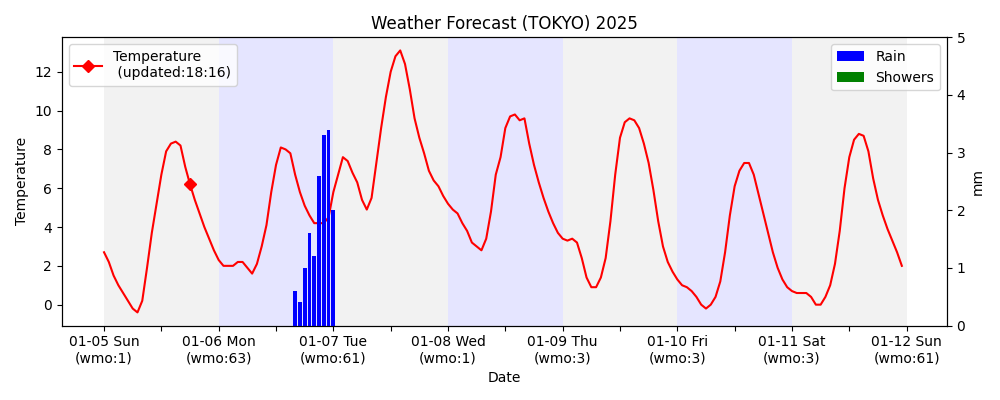 Weather Forecast (TOKYO) 2025
Temperature
(updated:18:16)
Rain
Showers
Temperature
12
10
8
6
4
2
0
5
4
3
2
1
0
mm
01-05 Sun
(wmo:1)
01-06 Mon
(wmo:63)
01-07 Tue
(wmo:61)
01-08 Wed
(wmo:1)
01-09 Thu
(wmo:3)
01-10 Fri
(wmo:3)
01-11 Sat
(wmo:3)
01-12 Sun
(wmo:61)
Date